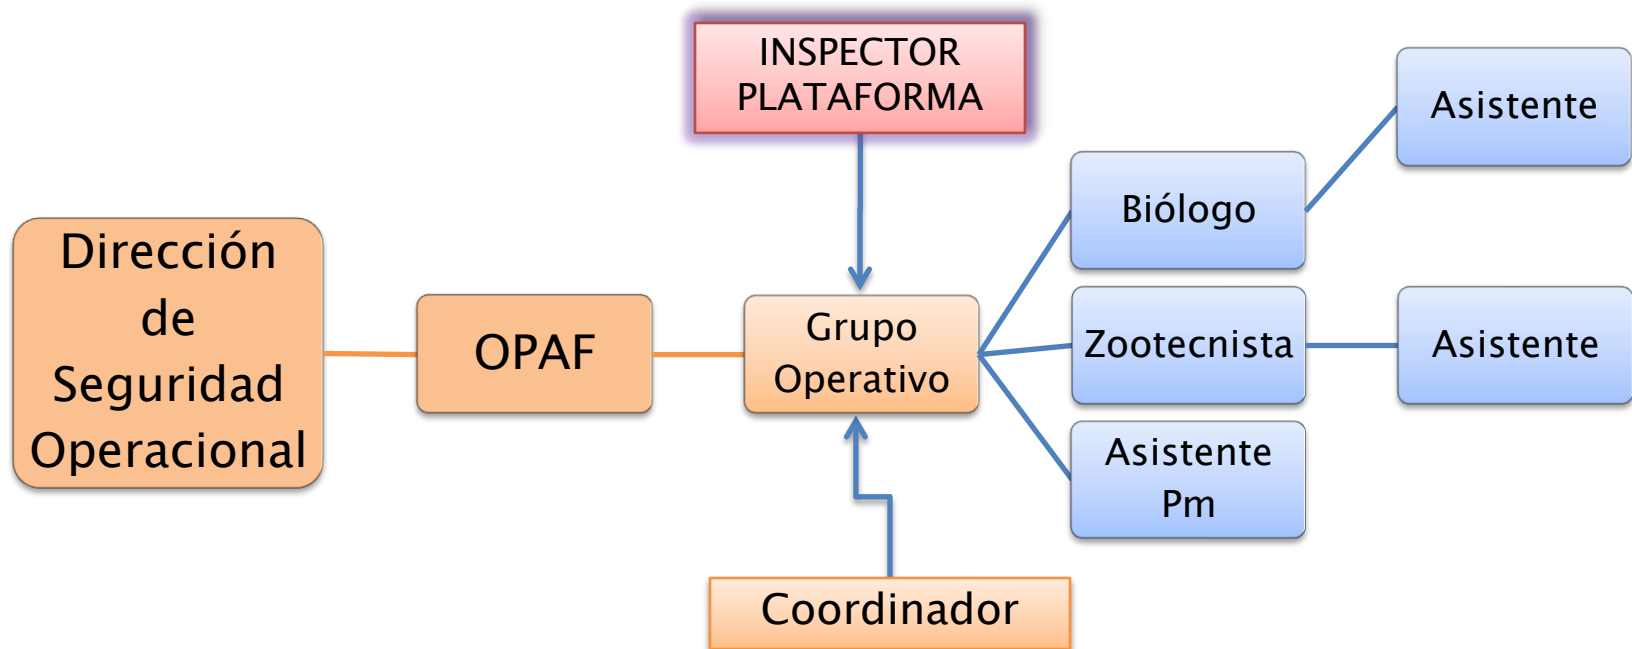 INSPECTOR
PLATAFORMA
Asistente
Biólogo
Dirección
de
Seguridad
Operacional
OPAF
Grupo
Operativo
Zootecnista
Asistente
Asistente
Pm
Coordinador